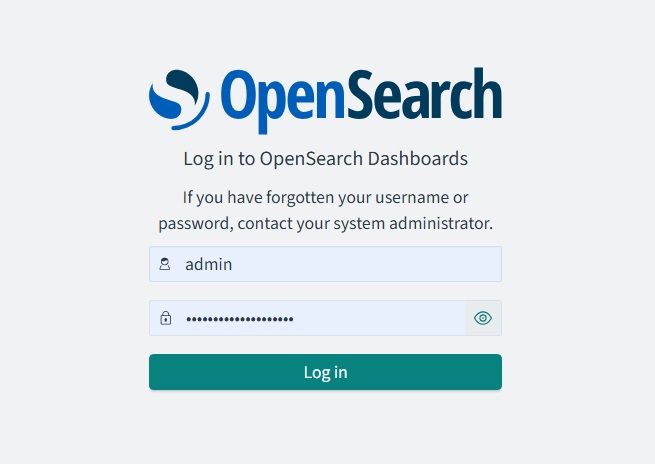 OpenSearch
Log in to OpenSearch Dashboards
If you have forgotten your username or
password, contact your system administrator.
admin
••••••••••••••••••••
Log in